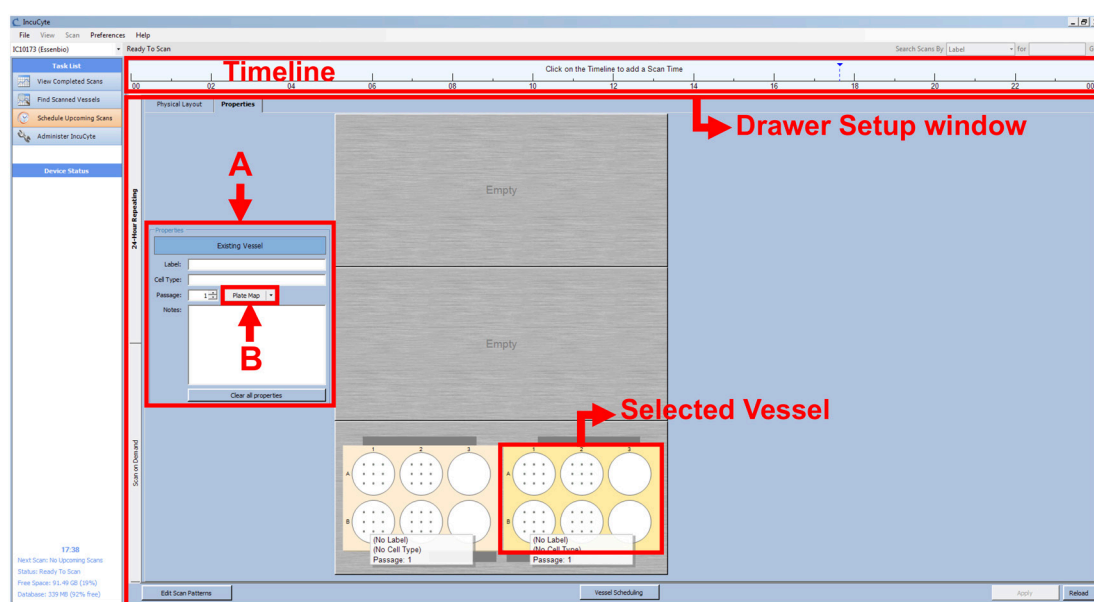 IncuCyte
File View Scan Preferences Help
IC10173 (Essenbio) Ready To Scan Search Scans By Label for
Task List
View Completed Scans
Find Scanned Vessels
Schedule Upcoming Scans
Administer IncuCyte
Device Status
Timeline
Click on the Timeline to add a Scan Time
00 02 04 06 08 10 12 14 16 18 20 22 00
Physical Layout Properties
Drawer Setup window
24-Hour Repeating
Scan on Demand
A
Properties
Existing Vessel
Label:
Cell Type:
Passage: 1 Plate Map
Notes:
B
Clear all properties
Empty
Empty
Selected Vessel
1 2 3
A
B
(No Label)
(No Cell Type)
Passage: 1
1 2 3
A
B
(No Label)
(No Cell Type)
Passage: 1
17:38
Next Scan: No Upcoming Scans
Status: Ready To Scan
Free Space: 91.49 GB (19%)
Database: 339 MB (92% free)
Edit Scan Patterns Vessel Scheduling Apply Reload